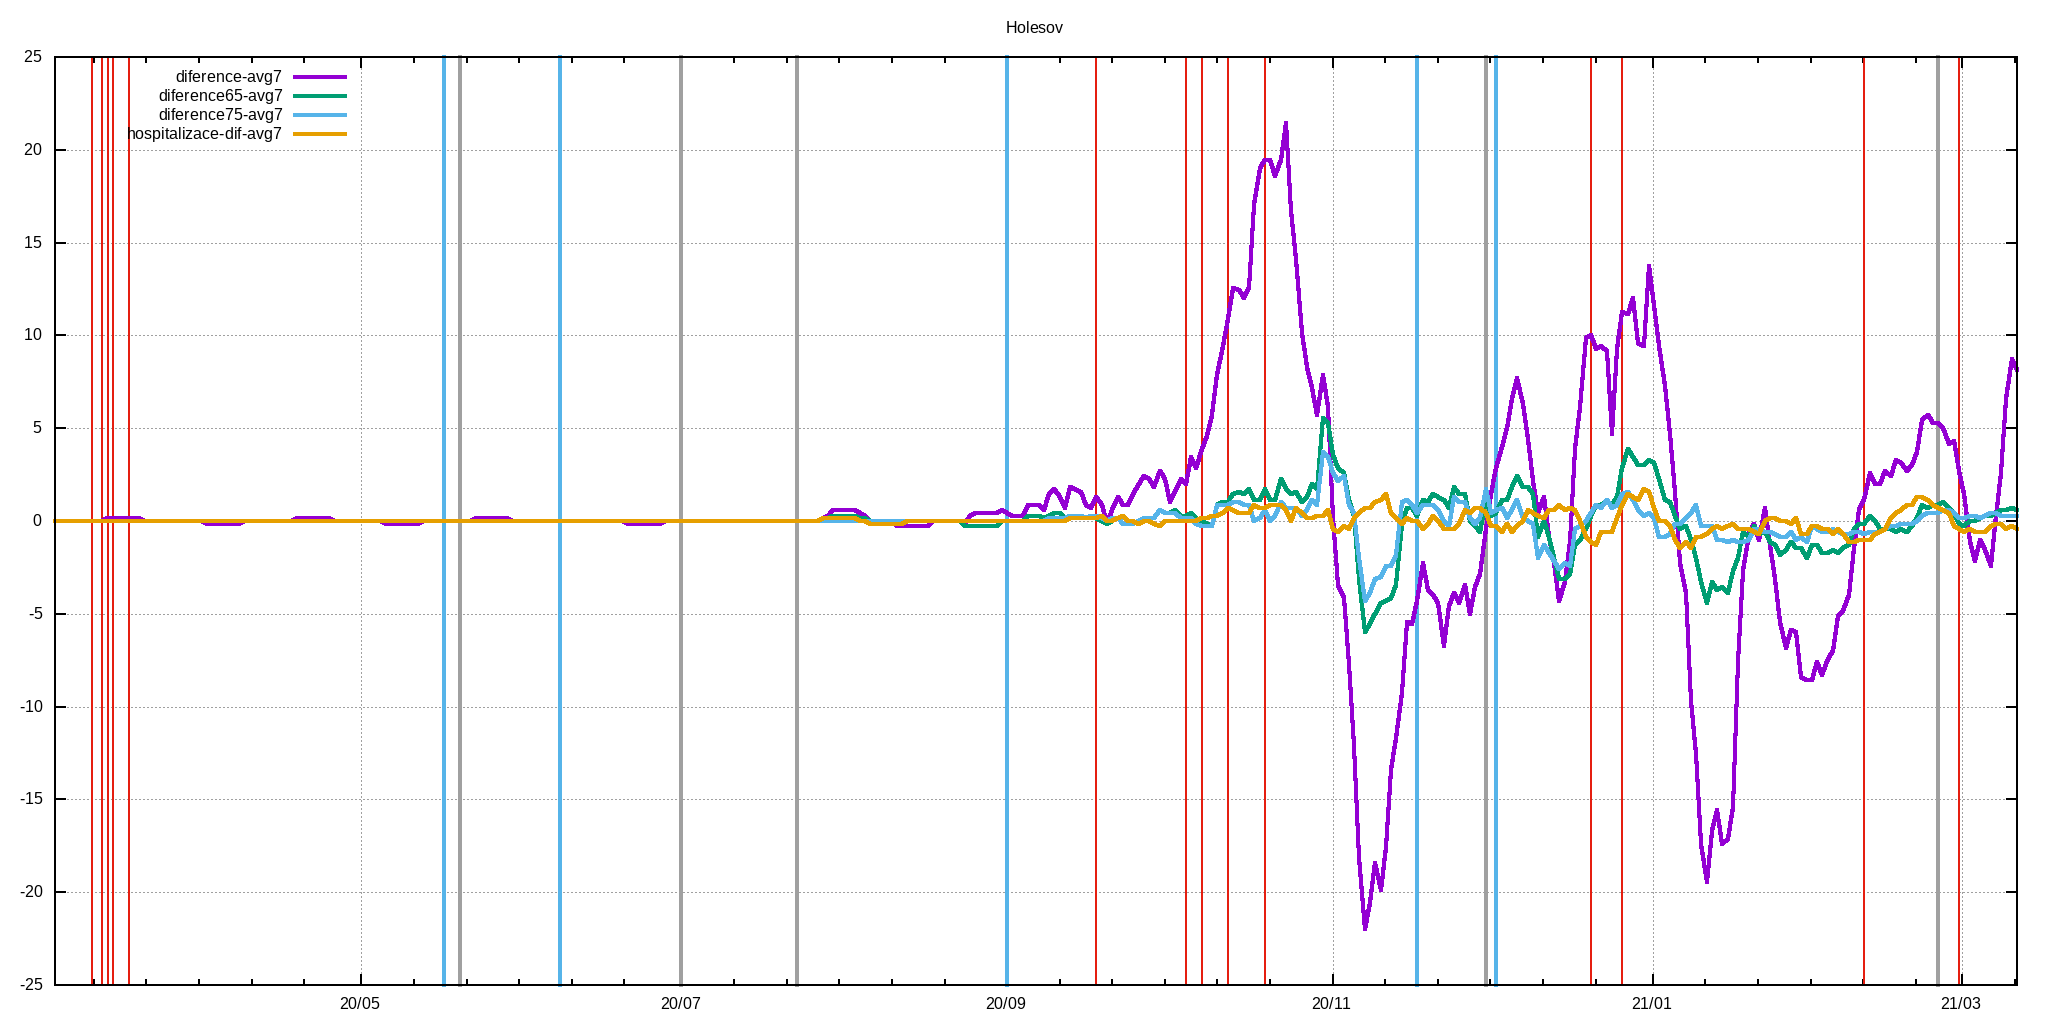 Holesov
diference-avg7
diference65-avg7
diference75-avg7
hospitalizace-dif-avg7
25
20
15
10
5
0
-5
-10
-15
-20
-25
20/05 20/07 20/09 20/11 21/01 21/03